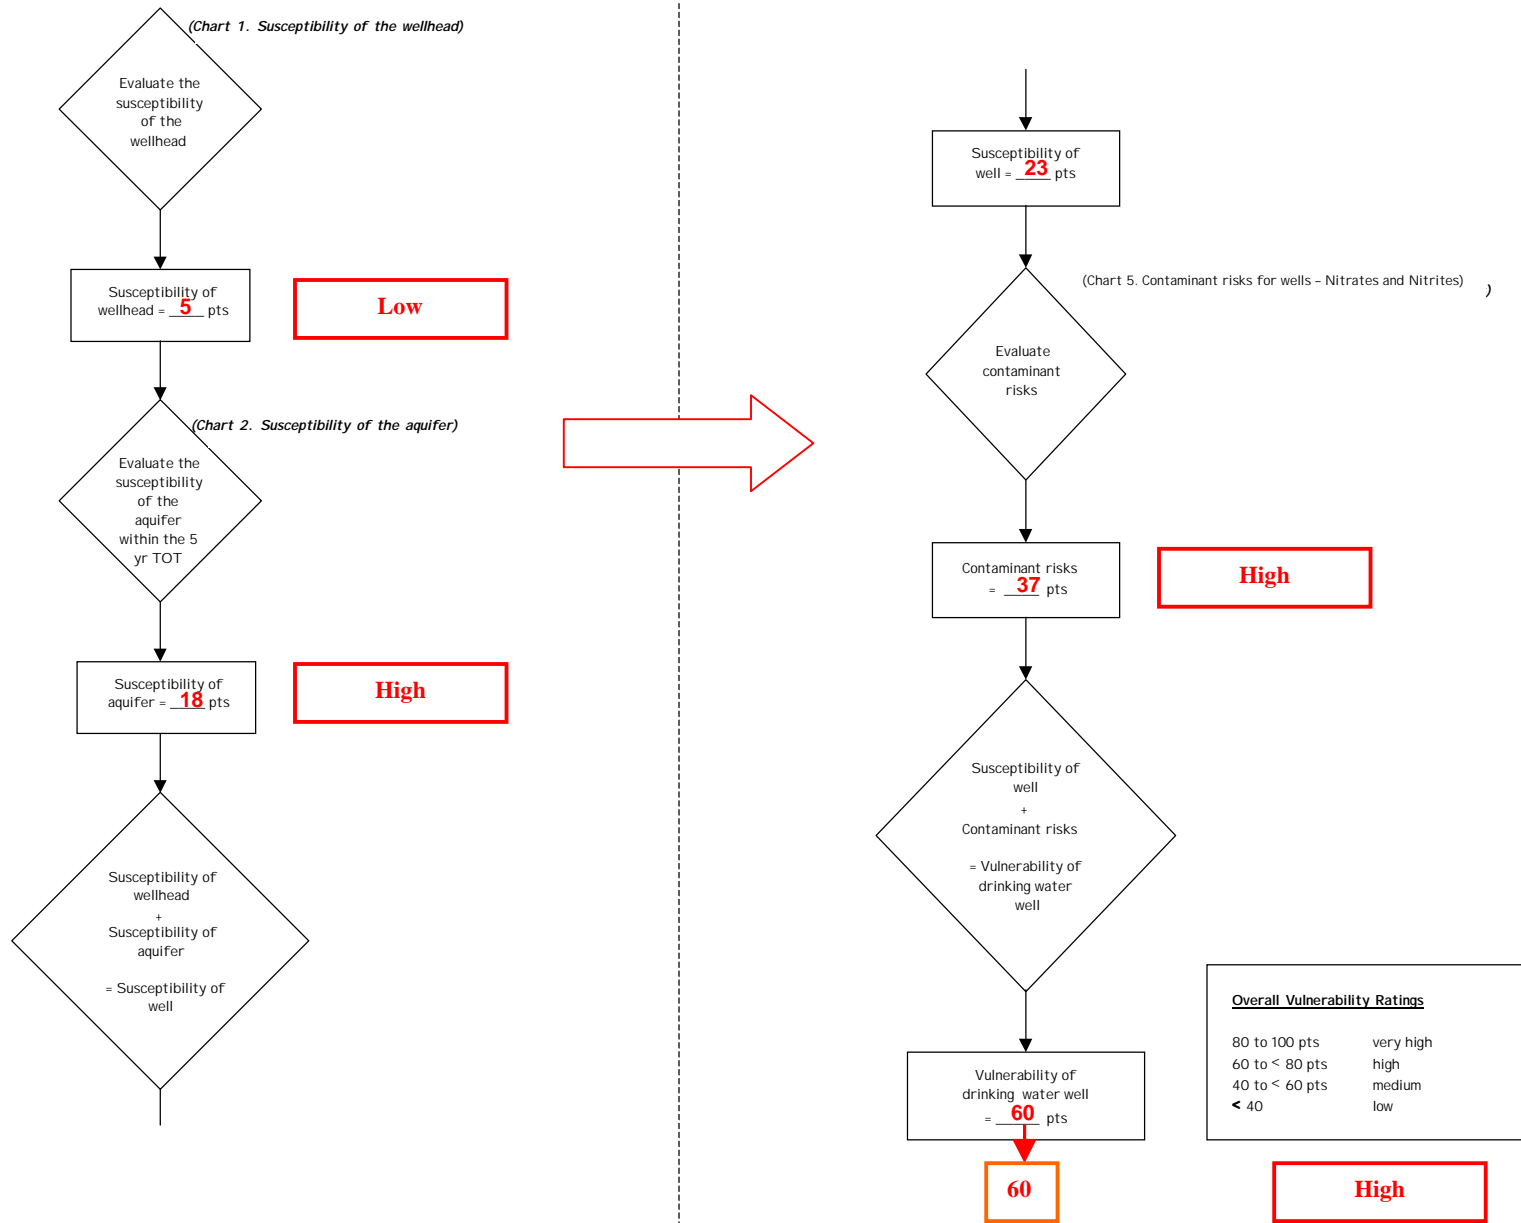 (Chart 1. Susceptibility of the wellhead)
Evaluate the
susceptibility
of the
wellhead
Susceptibility of
wellhead = 5 pts
Low
(Chart 2. Susceptibility of the aquifer)
Evaluate the
susceptibility
of the
aquifer
within the 5
yr TOT
Susceptibility of
aquifer = 18 pts
High
Susceptibility of
wellhead
+
Susceptibility of
aquifer
= Susceptibility of
well
Susceptibility of
well = 23 pts
(Chart 5. Contaminant risks for wells – Nitrates and Nitrites)
)
Evaluate
contaminant
risks
Contaminant risks
= 37 pts
High
Susceptibility of
well
+
Contaminant risks
= Vulnerability of
drinking water
well
Vulnerability of
drinking water well
= 60 pts
60
Overall Vulnerability Ratings
80 to 100 pts very high
60 to < 80 pts high
40 to < 60 pts medium
< 40 low
High